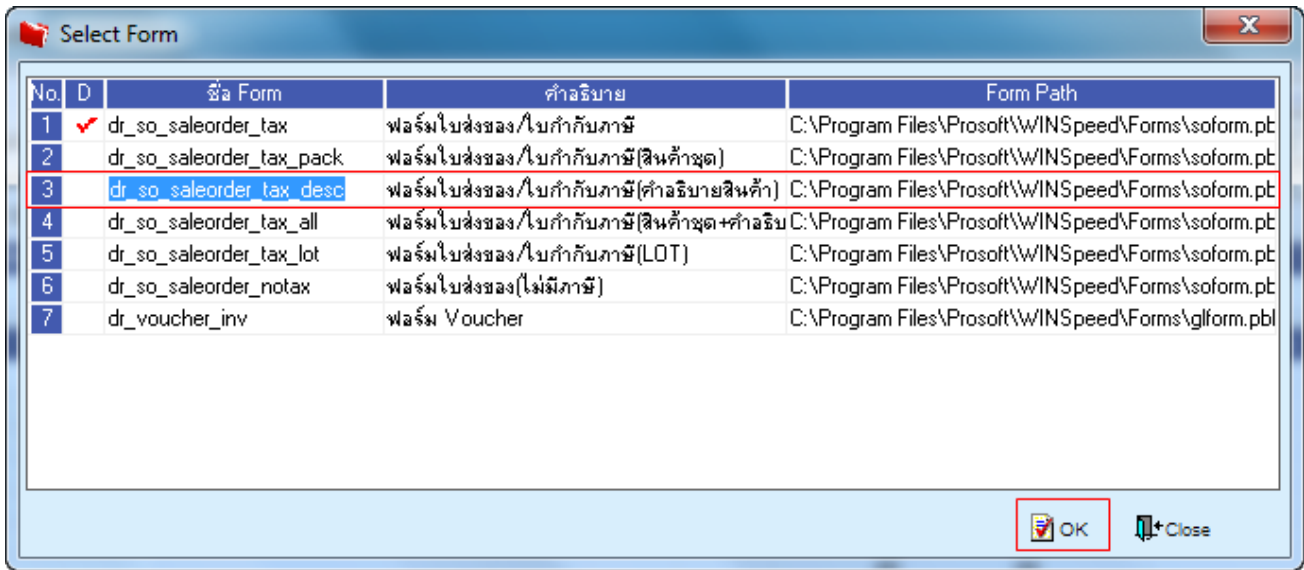 Select Form
No. D ชื่อ Form คำอธิบาย Form Path
1 dr_so_saleorder_tax ฟอร์มใบส่งของ/ใบกำกับภาษี C:\Program Files\Prosoft\WINSpeed\Forms\soform.pb
2 dr_so_saleorder_tax_pack ฟอร์มใบส่งของ/ใบกำกับภาษี(สินค้าชุด) C:\Program Files\Prosoft\WINSpeed\Forms\soform.pb
3 dr_so_saleorder_tax_desc ฟอร์มใบส่งของ/ใบกำกับภาษี(คำอธิบายสินค้า) C:\Program Files\Prosoft\WINSpeed\Forms\soform.pb
4 dr_so_saleorder_tax_all ฟอร์มใบส่งของ/ใบกำกับภาษี(สินค้าชุด+คำอธิบ C:\Program Files\Prosoft\WINSpeed\Forms\soform.pb
5 dr_so_saleorder_tax_lot ฟอร์มใบส่งของ/ใบกำกับภาษี(LOT) C:\Program Files\Prosoft\WINSpeed\Forms\soform.pb
6 dr_so_saleorder_notax ฟอร์มใบส่งของ(ไม่มีภาษี) C:\Program Files\Prosoft\WINSpeed\Forms\soform.pb
7 dr_voucher_inv ฟอร์ม Voucher C:\Program Files\Prosoft\WINSpeed\Forms\glform.pbl
OK Close